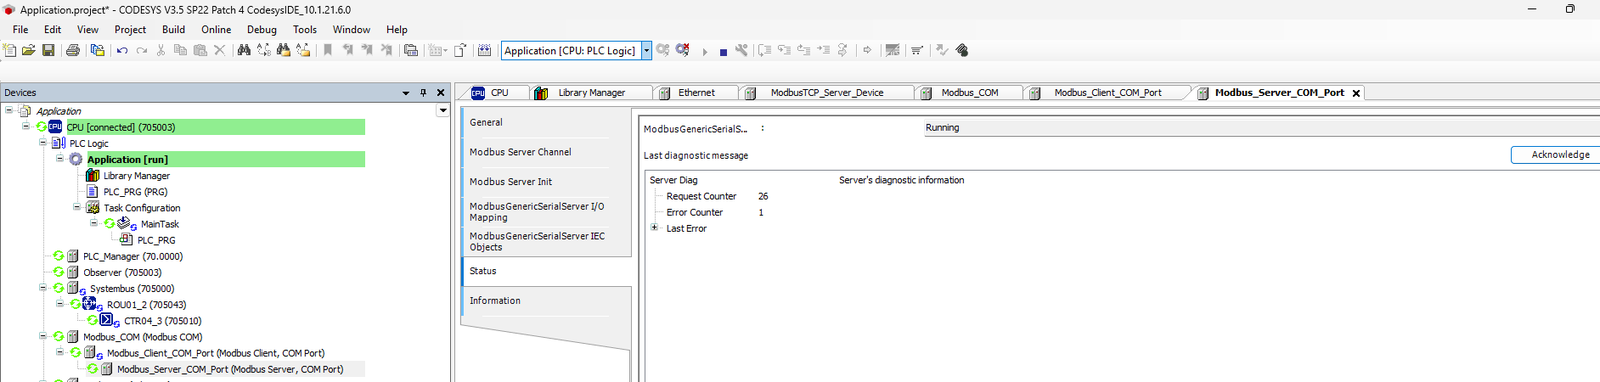 Application.project* - CODESYS V3.5 SP22 Patch 4 CodesysIDE_10.1.21.6.0
File Edit View Project Build Online Debug Tools Window Help
Application [CPU: PLC Logic]
Devices
Application
CPU [connected] (705003)
PLC Logic
Application [run]
Library Manager
PLC_PRG (PRG)
Task Configuration
MainTask
PLC_PRG
PLC_Manager (70.0000)
Observer (705003)
Systembus (705000)
ROU01_2 (705043)
CTR04_3 (705010)
Modbus_COM (Modbus COM)
Modbus_Client_COM_Port (Modbus Client, COM Port)
Modbus_Server_COM_Port (Modbus Server, COM Port)
CPU Library Manager Ethernet ModbusTCP_Server_Device Modbus_COM Modbus_Client_COM_Port Modbus_Server_COM_Port
General
Modbus Server Channel
Modbus Server Init
ModbusGenericSerialServer I/O
Mapping
ModbusGenericSerialServer IEC
Objects
Status
Information
ModbusGenericSerialS... : Running
Last diagnostic message Acknowledge
Server Diag Server's diagnostic information
Request Counter 26
Error Counter 1
Last Error